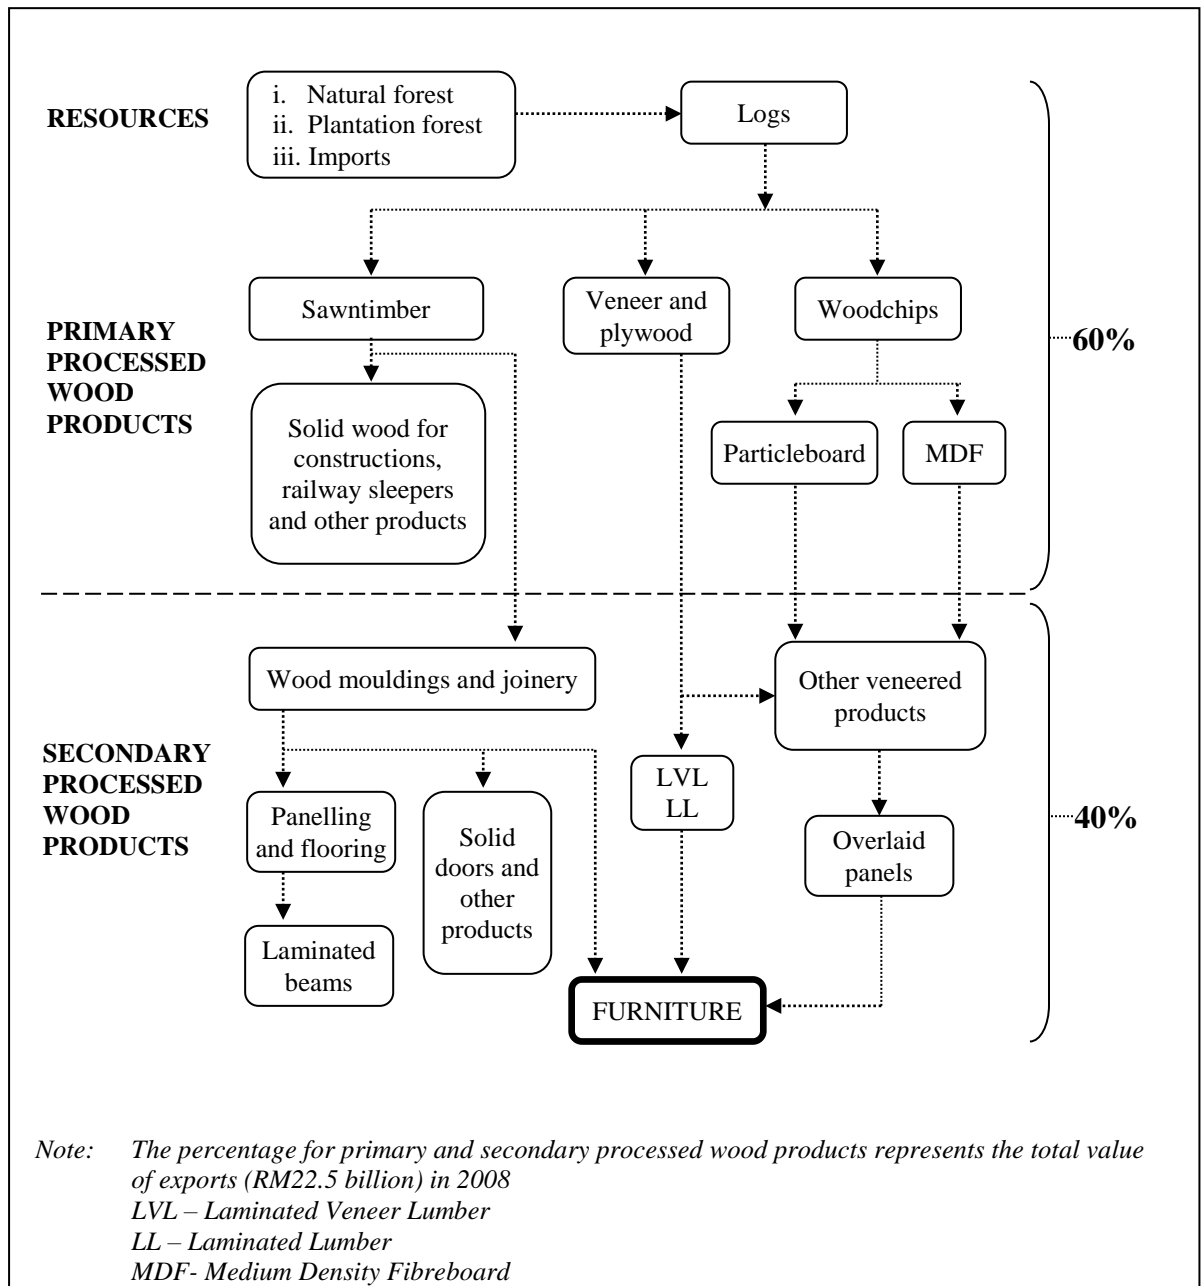 RESOURCES
i. Natural forest
ii. Plantation forest
iii. Imports
Logs
PRIMARY
PROCESSED
WOOD
PRODUCTS
Sawntimber
Veneer and
plywood
Woodchips
Solid wood for
constructions,
railway sleepers
and other products
Particleboard
MDF
60%
SECONDARY
PROCESSED
WOOD
PRODUCTS
Wood mouldings and joinery
Other veneered
products
Panelling
and flooring
Solid
doors and
other
products
LVL
LL
Overlaid
panels
Laminated
beams
FURNITURE
40%
Note: The percentage for primary and secondary processed wood products represents the total value
of exports (RM22.5 billion) in 2008
LVL – Laminated Veneer Lumber
LL – Laminated Lumber
MDF- Medium Density Fibreboard